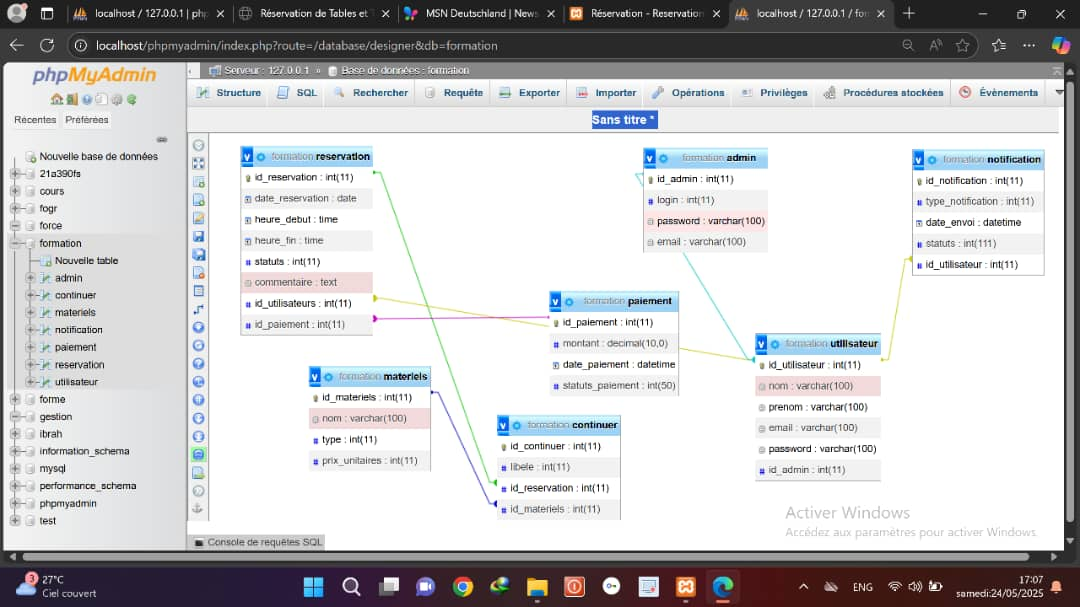 localhost / 127.0.0.1 | php
Réservation de Tables et T
MSN Deutschland | News
Réservation - Reservation
localhost / 127.0.0.1 / for
localhost/phpmyadmin/index.php?route=/database/designer&db=formation
phpMyAdmin
Récentes Préférées
Nouvelle base de données
21a390fs
cours
fogr
force
formation
Nouvelle table
admin
continuer
materiels
notification
paiement
reservation
utilisateur
forme
gestion
ibrah
information_schema
mysql
performance_schema
phpmyadmin
test
Serveur : 127.0.0.1 » Base de données : formation
Structure SQL Rechercher Requête Exporter Importer Opérations Privilèges Procédures stockées Évènements
Sans titre *
v formation reservation
id_reservation : int(11)
date_reservation : date
heure_debut : time
heure_fin : time
statuts : int(11)
commentaire : text
id_utilisateurs : int(11)
id_paiement : int(11)
v formation admin
id_admin : int(11)
login : int(11)
password : varchar(100)
email : varchar(100)
v formation notification
id_notification : int(11)
type_notification : int(11)
date_envoi : datetime
statuts : int(111)
id_utilisateur : int(11)
v formation paiement
id_paiement : int(11)
montant : decimal(10,0)
date_paiement : datetime
statuts_paiement : int(50)
v formation utilisateur
id_utilisateur : int(11)
nom : varchar(100)
prenom : varchar(100)
email : varchar(100)
password : varchar(100)
id_admin : int(11)
v formation materiels
id_materiels : int(11)
nom : varchar(100)
type : int(11)
prix_unitaires : int(11)
v formation continuer
id_continuer : int(11)
libele : int(11)
id_reservation : int(11)
id_materiels : int(11)
Activer Windows
Accédez aux paramètres pour activer Windows.
Console de requêtes SQL
3
27°C
Ciel couvert
ENG
17:07
samedi:24/05/2025